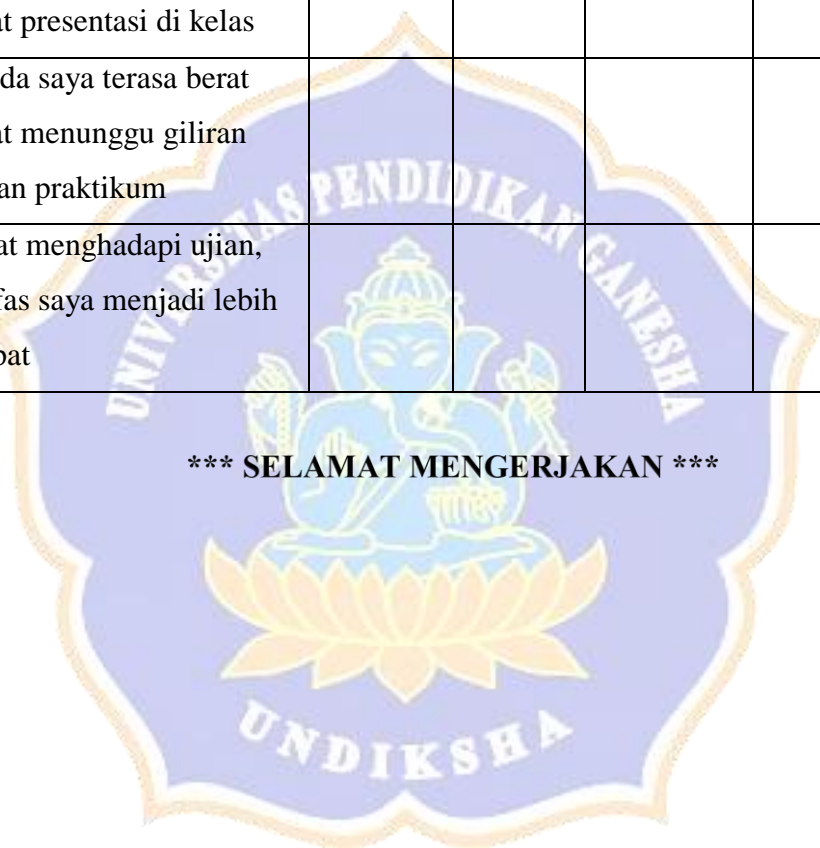 at presentasi di kelas
da saya terasa berat
at menunggu giliran
an praktikum
at menghadapi ujian,
fas saya menjadi lebih
pat
UNIVERSITAS PENDIDIKAN GANESHA
*** SELAMAT MENGERJAKAN ***
UNDIKSHA